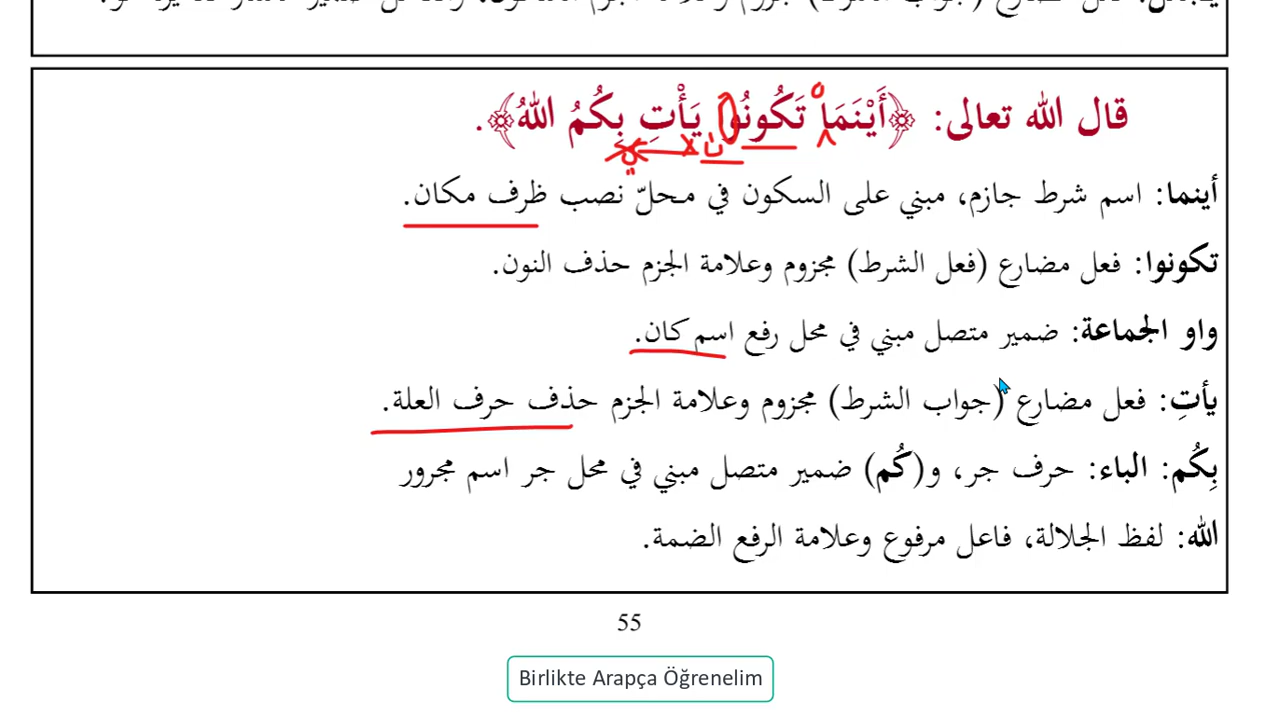 قال الله تعالى: ﴿أَيْنَمَا تَكُونُوا يَأْتِ بِكُمُ اللهُ﴾.
أينما: اسم شرط جازم، مبني على السكون في محلّ نصب ظرف مكان.
تكونوا: فعل مضارع (فعل الشرط) مجزوم وعلامة الجزم حذف النون.
واو الجماعة: ضمير متصل مبني في محل رفع اسم كان.
يأتِ: فعل مضارع (جواب الشرط) مجزوم وعلامة الجزم حذف حرف العلة.
بِكُم: الباء: حرف جر، و(كُم) ضمير متصل مبني في محل جر اسم مجرور
الله: لفظ الجلالة، فاعل مرفوع وعلامة الرفع الضمة.
55
Birlikte Arapça Öğrenelim